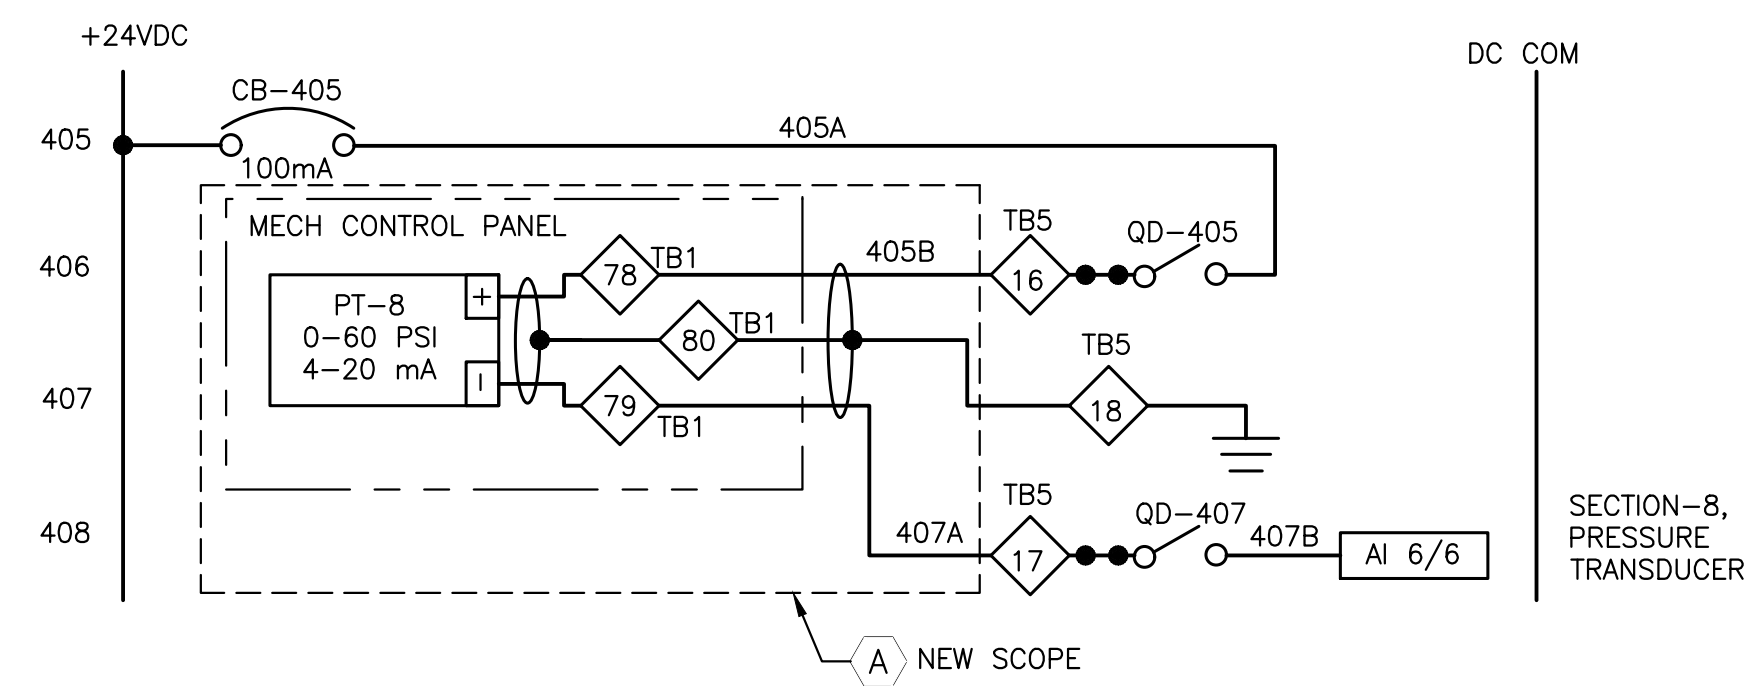 +24VDC
DC COM
CB-405
405
405A
100mA
MECH CONTROL PANEL
TB5
QD-405
406
78
TB1
405B
16
+
PT-8
0-60 PSI
4-20 mA
80
TB1
TB5
-
407
79
TB1
18
TB5
QD-407
SECTION-8,
PRESSURE
TRANSDUCER
408
407A
17
407B
AI 6/6
A
NEW SCOPE